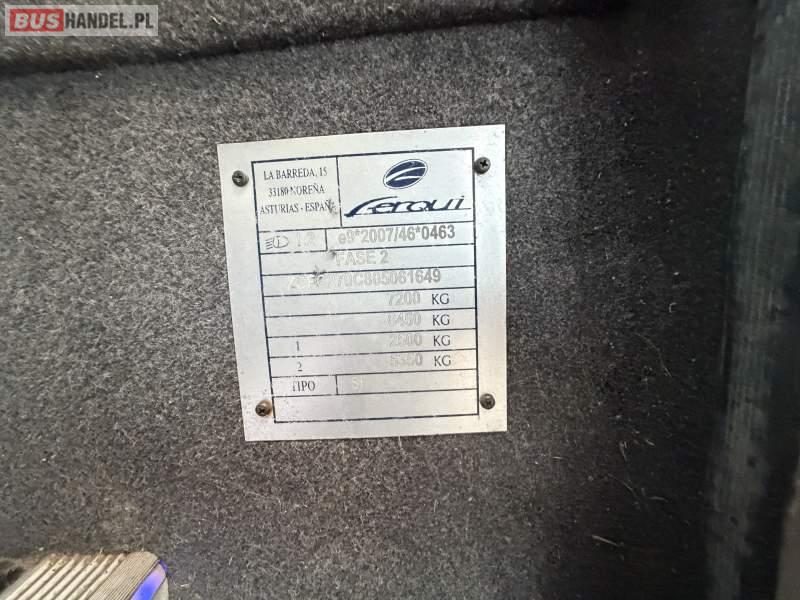 BUSHANDEL.PL
LA BARREDA, 15
33180 NOREÑA
ASTURIAS - ESPAÑA
Ferqui
e9*2007/46*0463
FASE 2
70C805061649
7200 KG
KG
1 KG
2 KG
TIPO